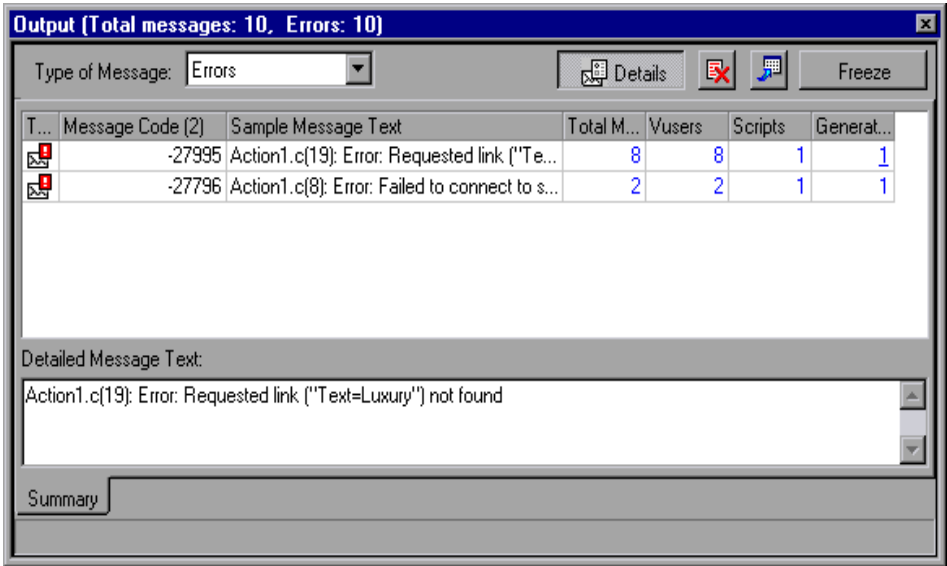 Output (Total messages: 10, Errors: 10)
Type of Message: Errors Details Freeze
T... Message Code (2) Sample Message Text Total M... Vusers Scripts Generat...
-27995 Action1.c(19): Error: Requested link ("Te... 8 8 1 1
-27796 Action1.c(8): Error: Failed to connect to s... 2 2 1 1
Detailed Message Text:
Action1.c(19): Error: Requested link ("Text=Luxury") not found
Summary